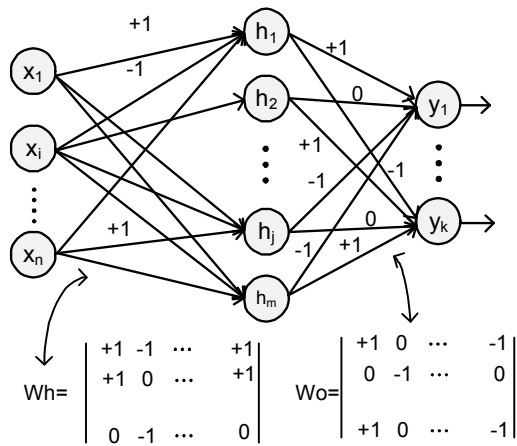 +1
h₁
x₁
-1
+1
h₂
0
y₁
xᵢ
+1
-1
-1
xₙ
+1
hⱼ
0
yₖ
-1
+1
hₘ
+1 -1 ... +1
+1 0 ... +1
Wh=
0 -1 ... 0
+1 0 ... -1
0 -1 ... 0
Wo=
+1 0 ... -1